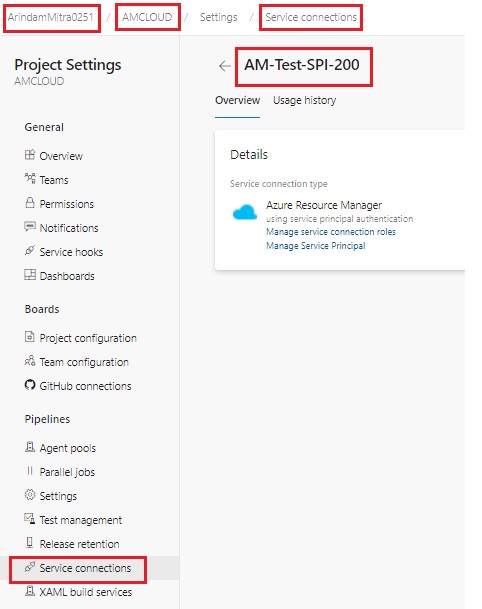 ArindamMitra0251 / AMCLOUD / Settings / Service connections
Project Settings
AMCLOUD
General
Overview
Teams
Permissions
Notifications
Service hooks
Dashboards
Boards
Project configuration
Team configuration
GitHub connections
Pipelines
Agent pools
Parallel jobs
Settings
Test management
Release retention
Service connections
XAML build services
← AM-Test-SPI-200
Overview Usage history
Details
Service connection type
Azure Resource Manager
using service principal authentication
Manage service connection roles
Manage Service Principal